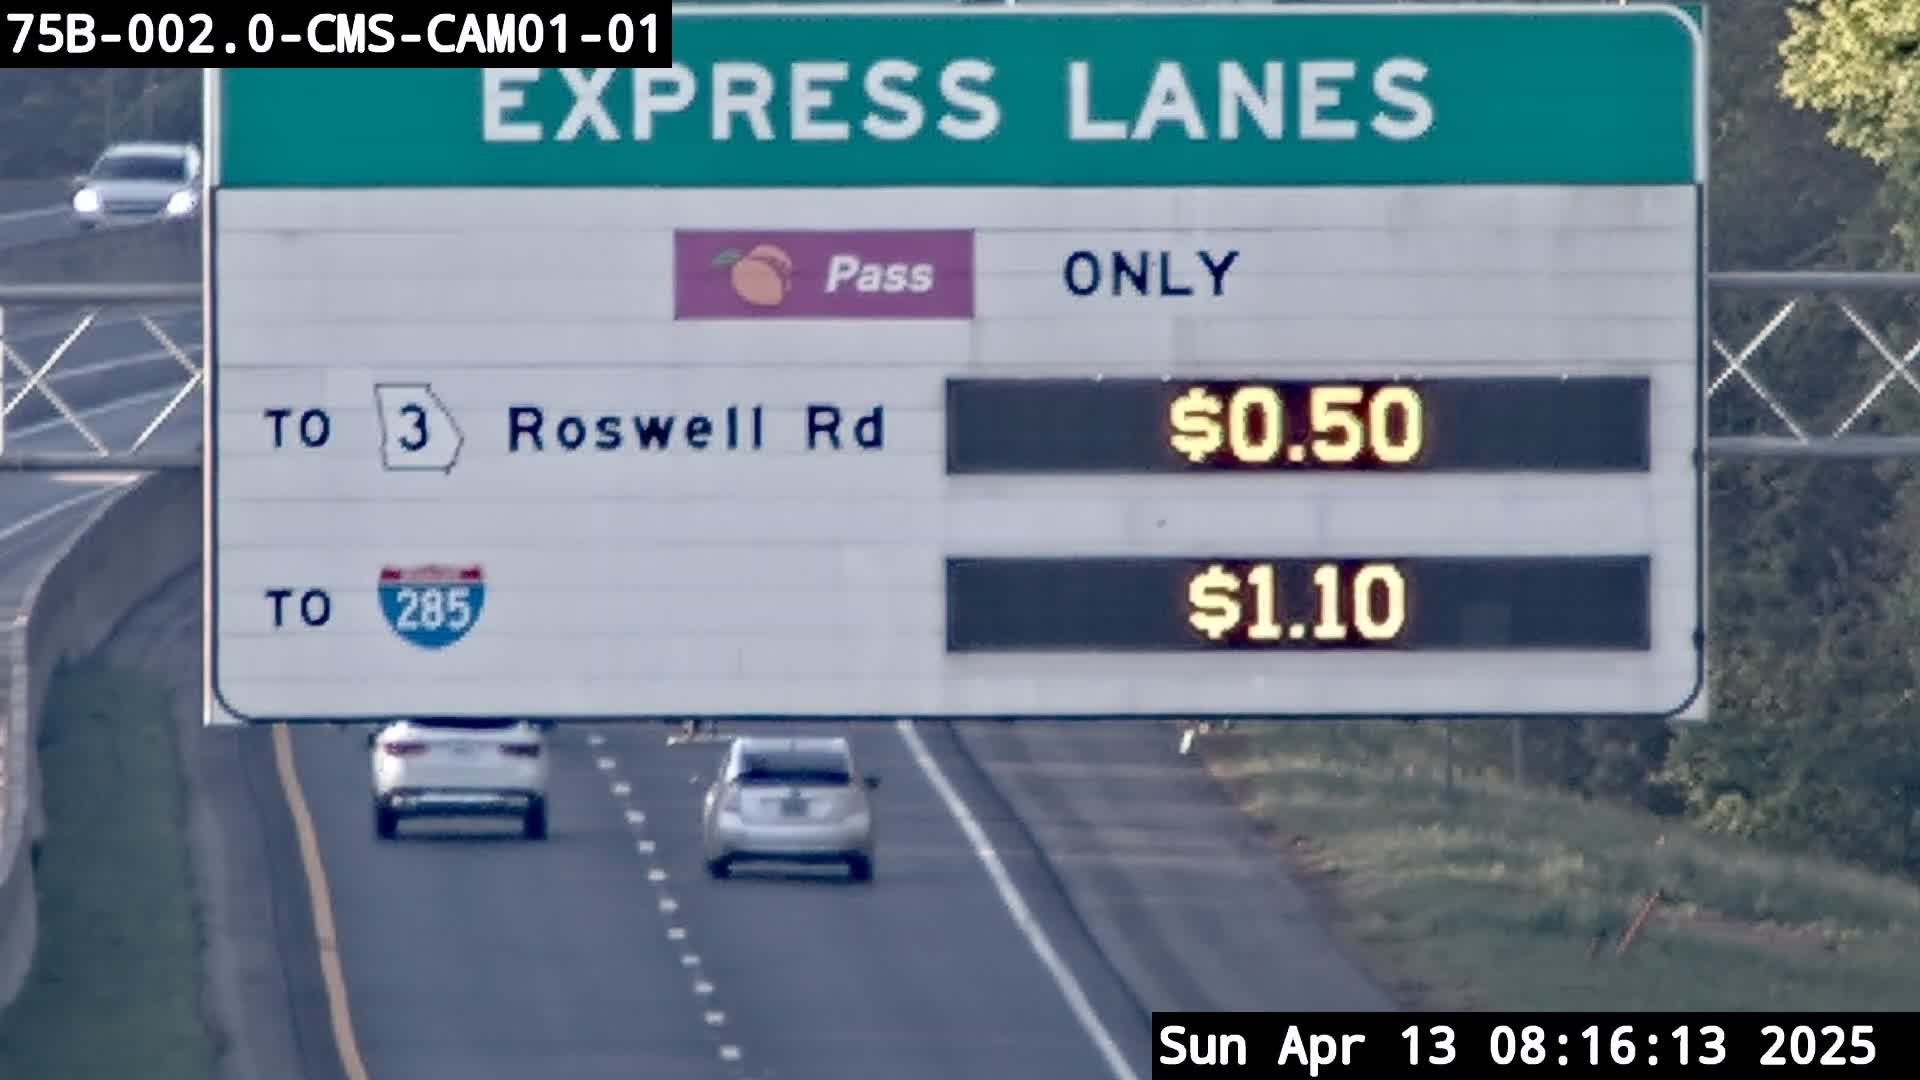 75B-002.0-CMS-CAM01-01
EXPRESS LANES
Pass ONLY
TO 3 Roswell Rd $0.50
TO 285 $1.10
Sun Apr 13 08:16:13 2025